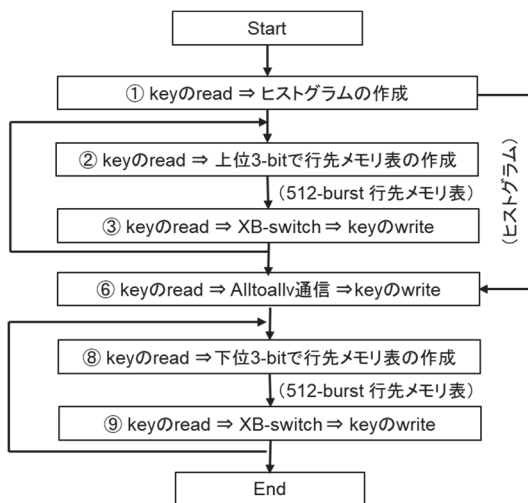 Start
① keyのread ⇒ ヒストグラムの作成
② keyのread ⇒ 上位3-bitで行先メモリ表の作成
（512-burst 行先メモリ表）
③ keyのread ⇒ XB-switch ⇒ keyのwrite
（ヒストグラム）
⑥ keyのread ⇒ Alltoallv通信 ⇒keyのwrite
⑧ keyのread ⇒下位3-bitで行先メモリ表の作成
（512-burst 行先メモリ表）
⑨ keyのread ⇒ XB-switch ⇒ keyのwrite
End